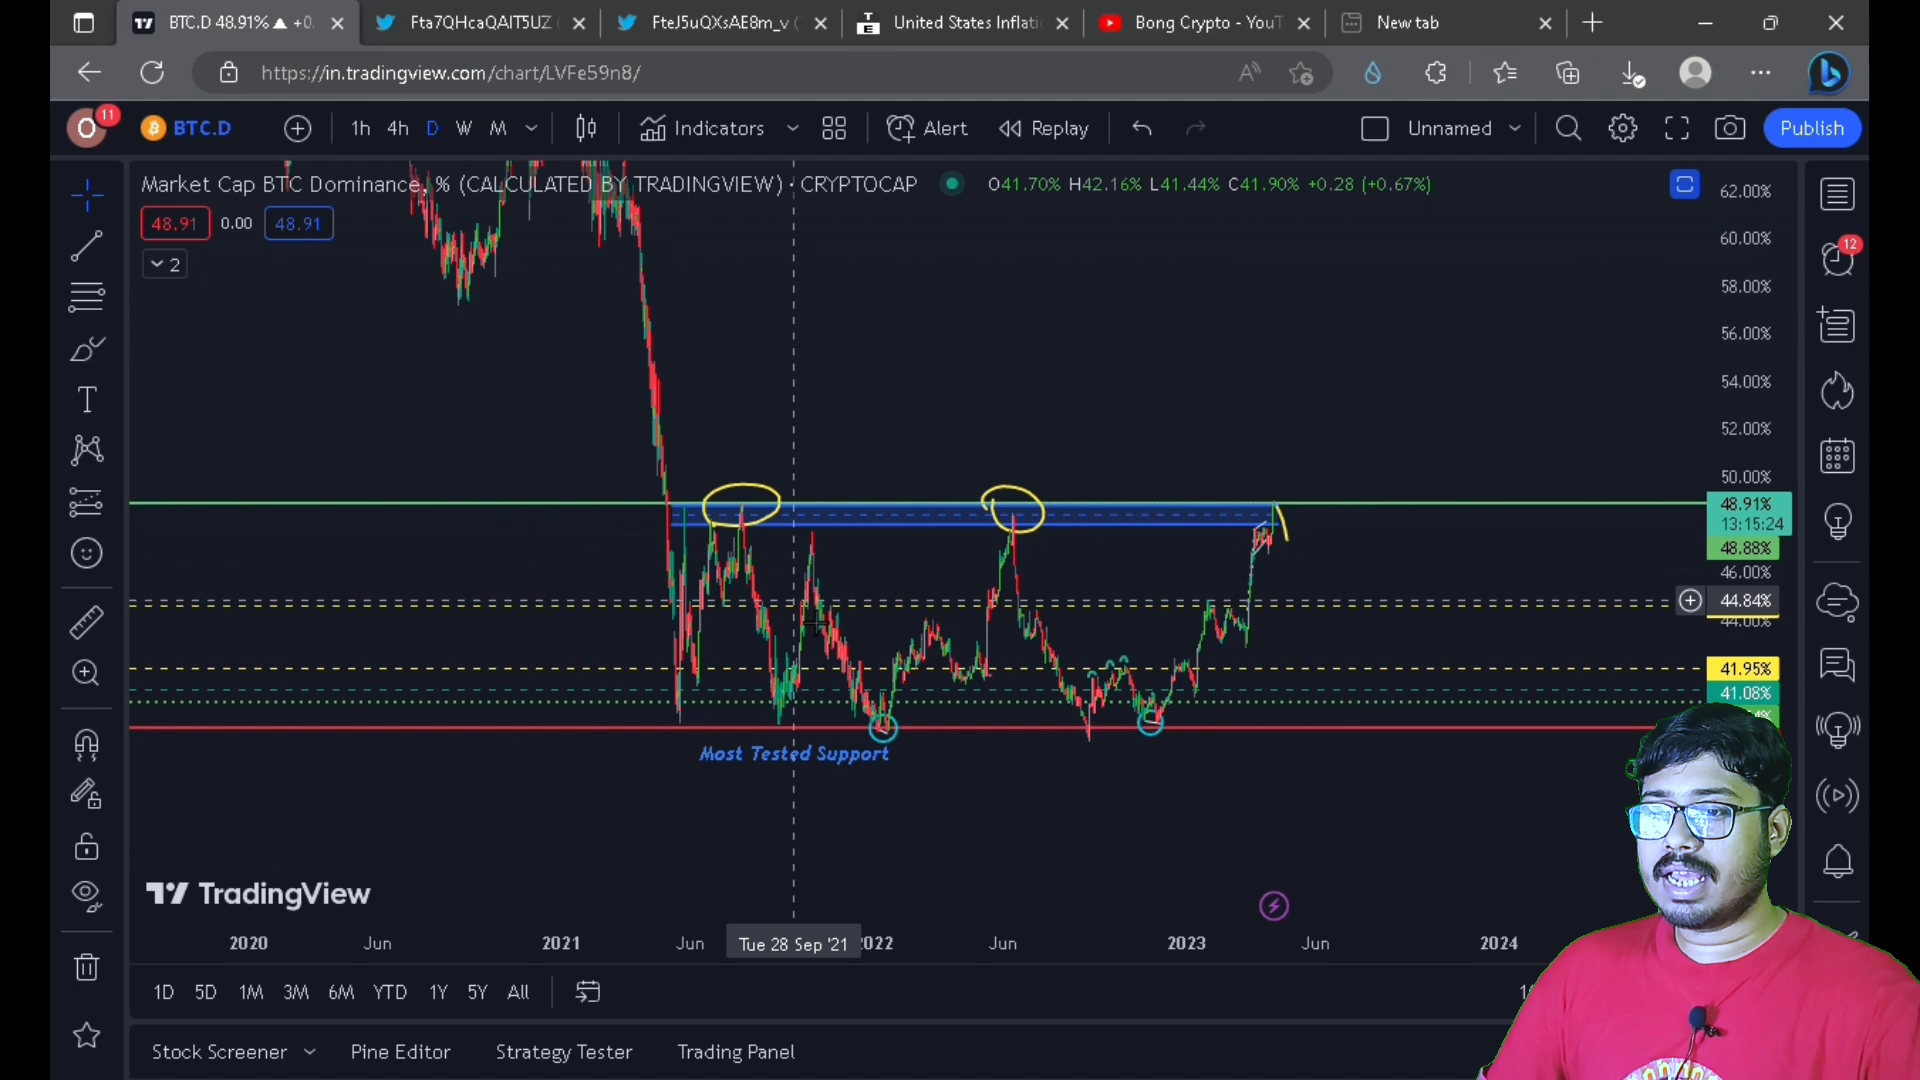 BTC.D 48.91% ▲ +0.
Fta7QHcaQAIT5UZ
FteJ5uQXsAE8m_v
United States Inflati
Bong Crypto - YouT
New tab
https://in.tradingview.com/chart/LVFe59n8/
O 11
BTC.D
1h 4h D W M
Indicators
Alert
Replay
Unnamed
Publish
Market Cap BTC Dominance, % (CALCULATED BY TRADINGVIEW) · CRYPTOCAP
O41.70% H42.16% L41.44% C41.90% +0.28 (+0.67%)
48.91 0.00 48.91
2
62.00%
60.00%
58.00%
56.00%
54.00%
52.00%
50.00%
48.91%
13:15:24
48.88%
46.00%
44.84%
44.00%
41.95%
41.08%
12
Most Tested Support
TradingView
2020 Jun 2021 Jun Tue 28 Sep '21 2022 Jun 2023 Jun 2024
1D 5D 1M 3M 6M YTD 1Y 5Y All
Stock Screener Pine Editor Strategy Tester Trading Panel